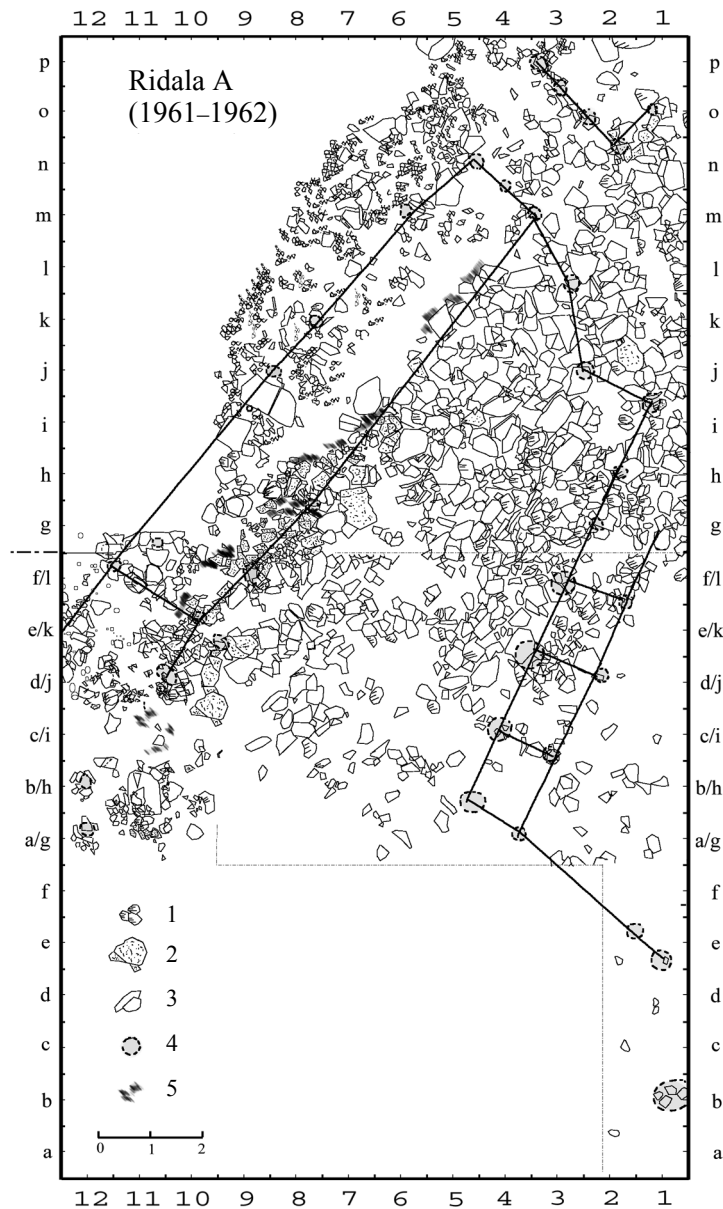 12 11 10 9 8 7 6 5 4 3 2 1
Ridala A
(1961–1962)
p p
o o
n n
m m
l l
k k
j j
i i
h h
g g
f/l f/l
e/k e/k
d/j d/j
c/i c/i
b/h b/h
a/g a/g
f
1
e
2
d
3
c
4
b
5
a
0 1 2
12 11 10 9 8 7 6 5 4 3 2 1